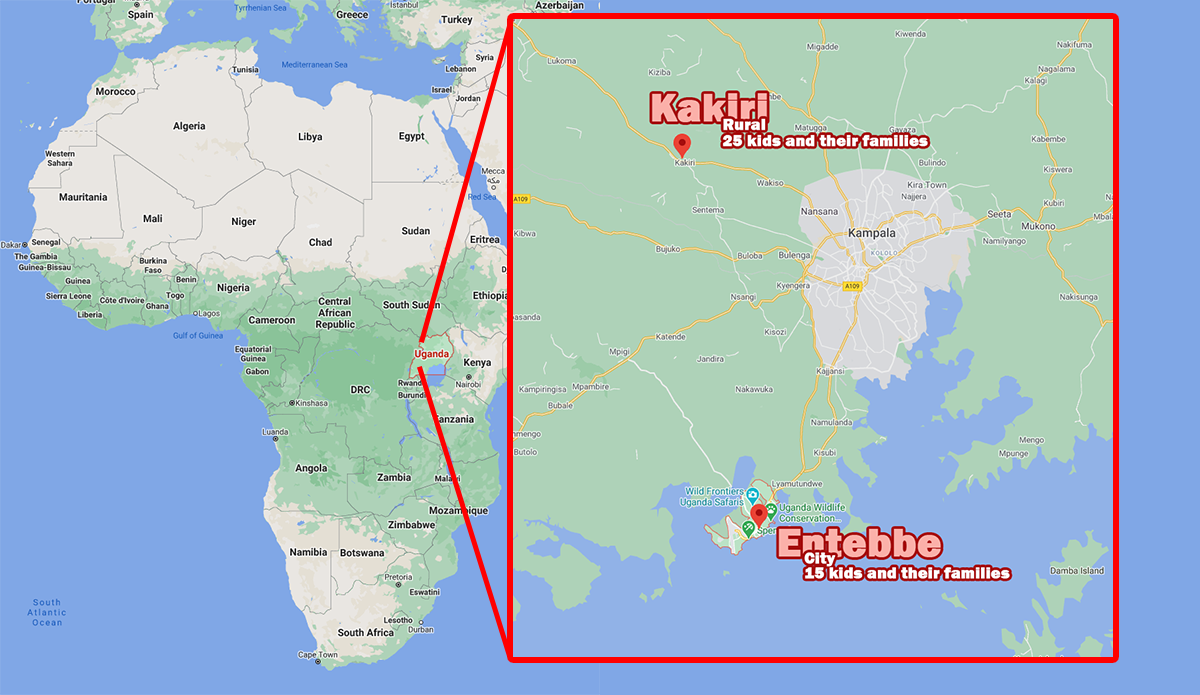 Portugal
Spain
Tyrrhenian Sea
Greece
İstanbul
Turkey
Azerbaijan
Syria
Lebanon
Israel
Jordan
Mediterranean Sea
Tunisia
Morocco
Algeria
Libya
Egypt
Western
Sahara
Mecca
Red Sea
Mauritania
Mali
Niger
Chad
Sudan
Eritrea
Dakar
Senegal
The Gambia
Guinea-Bissau
Guinea
Sierra Leone
Liberia
Côte d'Ivoire
Burkina
Faso
Ghana
Togo
Benin
Nigeria
Lagos
Gulf of Guinea
Cameroon
Central
African
Republic
South Sudan
Ethiopia
Equatorial
Guinea
Gabon
DRC
Uganda
Kenya
Nairobi
Rwanda
Burundi
Tanzania
Kinshasa
Luanda
Angola
Zambia
Malawi
Mozambique
Zimbabwe
Namibia
Botswana
Pretoria
Eswatini
Lesotho
Durban
South Africa
Cape Town
South
Atlantic
Ocean
Kiwenda
Migadde
Nakifuma
Lukoma
Kiziba
Nagalama
Kalagi
Kakiri
Rural
25 kids and their families
Matugga
Gayaza
Kabembe
Kakiri
Bulindo
Wakiso
Kira Town
Najjera
Kiswera
A109
Sentema
Nansana
Kubiri
Seeta
Mukono
Kibwa
Kampala
KOLOLO
Namilyango
Bujuko
Buloba
Bulenga
Kyengera
A109
Nsangi
Nakisunga
Katende
Kisozi
Mpigi
Jandira
Kajjansi
Kampiringisa
Mpambire
Nakawuka
Bubale
Namulanda
Butolo
Kisubi
Mengo
Mpunge
Lyamutundwe
Wild Frontiers
Uganda Safaris
Uganda Wildlife
Conservation...
Entebbe
City
15 kids and their families
Damba Island